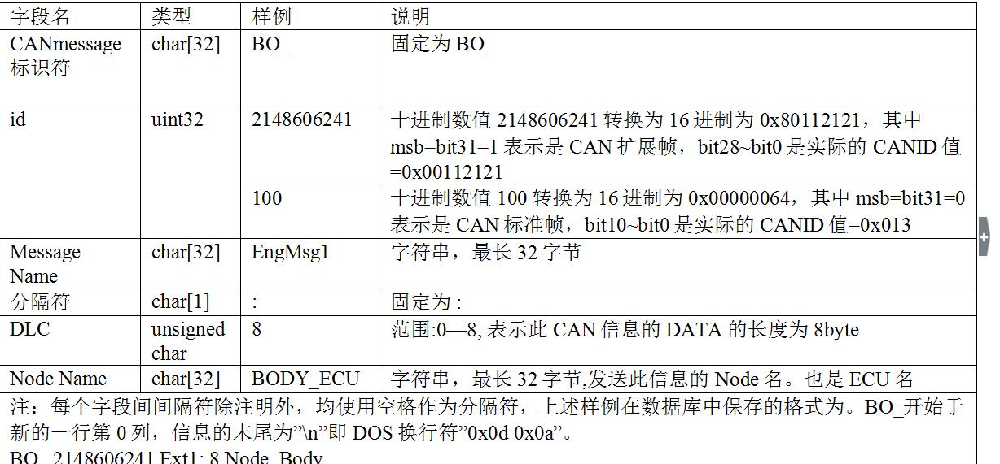 字段名 类型 样例 说明
CANmessage char[32] BO_ 固定为 BO_
标识符
id uint32 2148606241 十进制数值 2148606241 转换为 16 进制为 0x80112121，其中
msb=bit31=1 表示是 CAN 扩展帧，bit28~bit0 是实际的 CANID 值
=0x00112121
100 十进制数值 100 转换为 16 进制为 0x00000064，其中 msb=bit31=0
表示是 CAN 标准帧，bit10~bit0 是实际的 CANID 值=0x013
Message char[32] EngMsg1 字符串，最长 32 字节
Name
分隔符 char[1] : 固定为 :
DLC unsigned 8 范围:0—8, 表示此 CAN 信息的 DATA 的长度为 8byte
char
Node Name char[32] BODY_ECU 字符串，最长 32 字节,发送此信息的 Node 名。也是 ECU 名
注：每个字段间间隔符除注明外，均使用空格作为分隔符，上述样例在数据库中保存的格式为。BO_开始于
新的一行第 0 列，信息的末尾为”\n”即 DOS 换行符”0x0d 0x0a”。
BO_ 2148606241 Ext1: 8 Node_Body